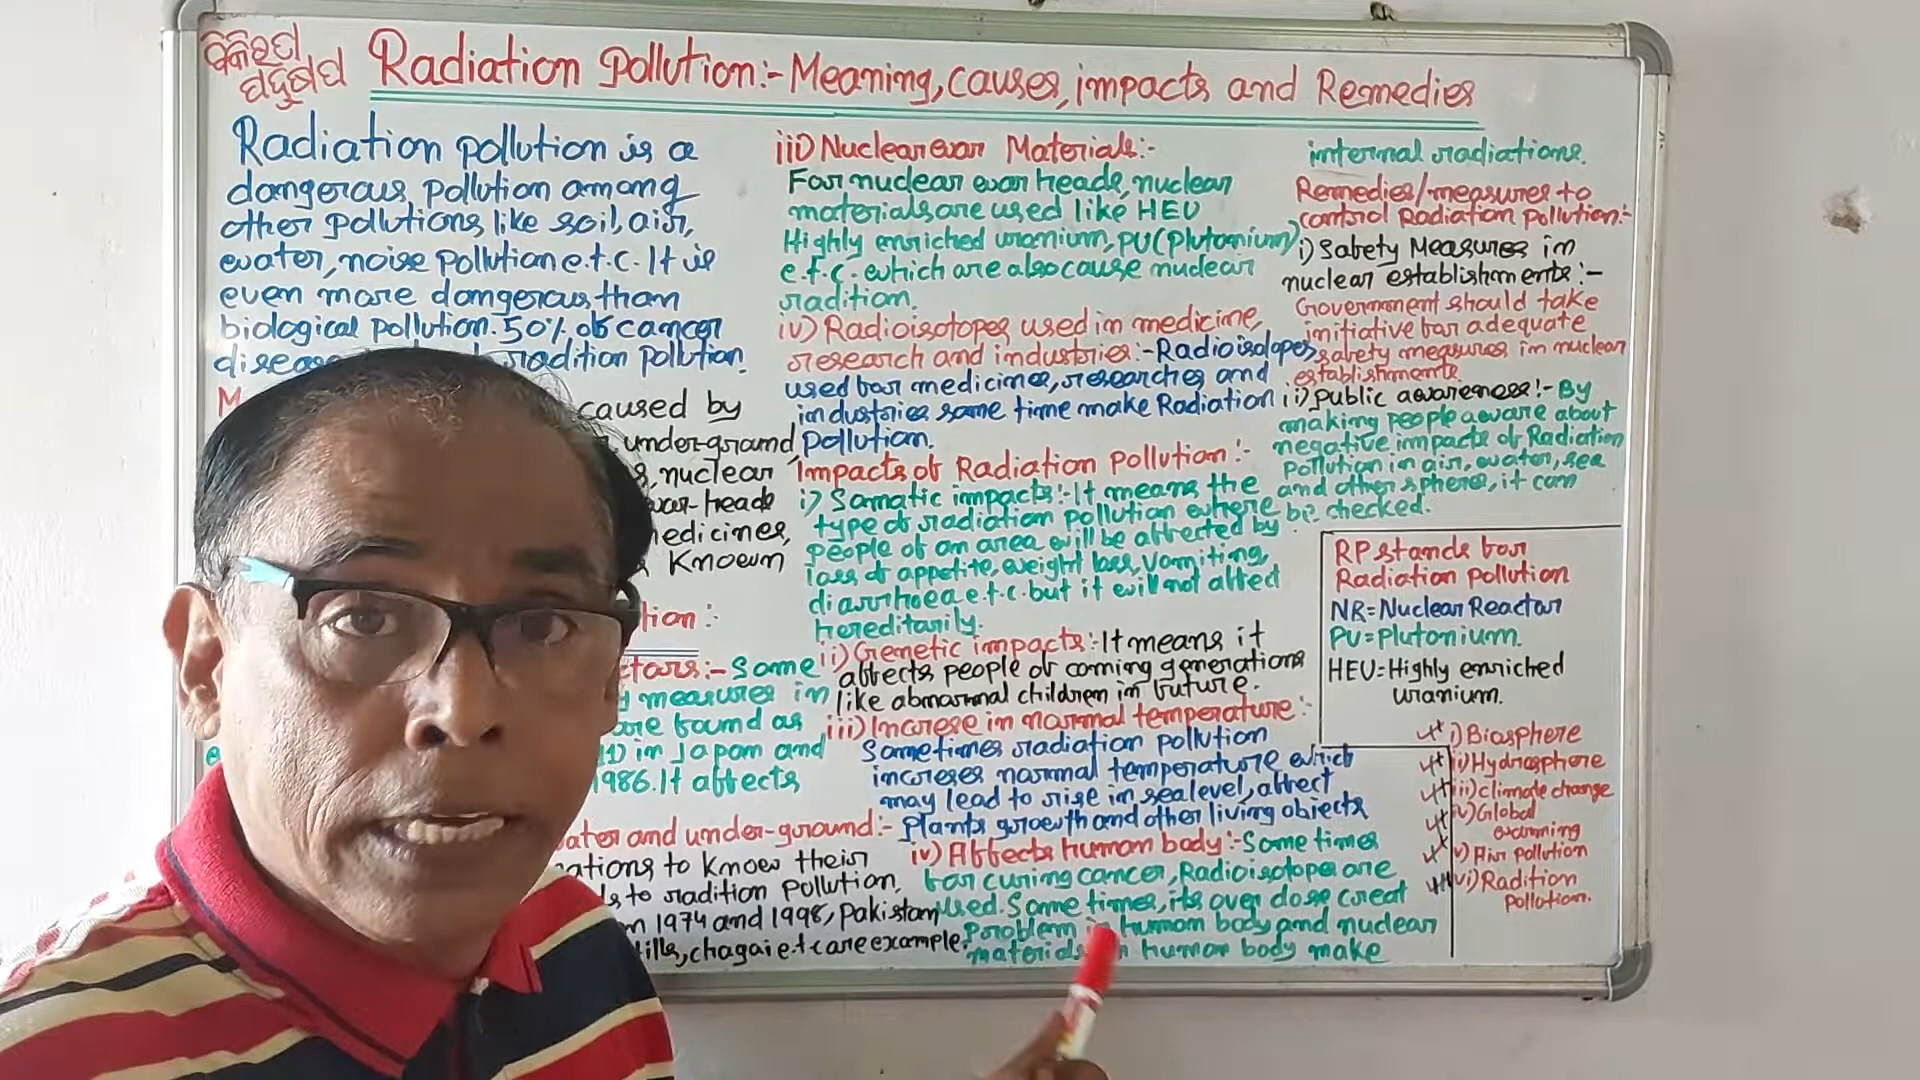 ବିକିରଣ
ପ୍ରଦୂଷଣ
Radiation Pollution:- Meaning, causes, impacts and Remedies
Radiation pollution is a
dangerous pollution among
other pollutions like soil, air,
water, noise pollution e.t.c. It is
even more dangerous than
biological pollution. 50% of cancer
radition pollution.
caused by
under-ground
nuclear
war-heads
medicines,
Known
Some
measures in
are found as
in Japan and
1986. It affects
water and under-ground:-
nations to know their
to radition pollution,
1974 and 1998, Pakistan
hills, chagai e.t.c are example.
iii) Nuclear war Materials:-
For nuclear war heads, nuclear
materials are used like HEU
Highly enriched uranium, PU (Plutonium)
e.t.c. which are also cause nuclear
radition.
iv) Radioisotopes used in medicine,
research and industries:- Radioisotopes
used for medicines, researches and
industries some time make Radiation
Pollution.
Impacts of Radiation Pollution:-
i) Somatic impacts:- It means the
type of radiation pollution where
people of an area will be affected by
loss of appetite, weight loss, vomiting,
diarrhoea e.t.c. but it will not affect
hereditarily.
ii) Genetic impacts:- It means it
affects people of coming generations
like abnormal children in future.
iii) Increse in normal temperature:-
Sometimes radiation pollution
increses normal temperature which
may lead to rise in sea level, affect
plants growth and other living objects
iv) Affects human body:- Some times
for curing cancer, Radioisotope are
used. Some times, its over dose creat
problem in human body and nuclear
materials in human body make
internal radiations.
Remedies/measures to
control Radiation Pollution:-
i) Safety Measures in
nuclear establishments:-
Government should take
initiative for adequate
safety measures in nuclear
establishments.
ii) public awareness:- By
making people aware about
negative impacts of Radiation
Pollution in air, water, sea
and other spheres, it can
be checked.
RP stands for
Radiation Pollution
NR=Nuclear Reactor
PU=Plutonium.
HEU=Highly enriched
uranium.
i) Biosphere
ii) Hydrosphere
iii) climate change
iv) Global
warming
v) Air pollution
vi) Radition
pollution.